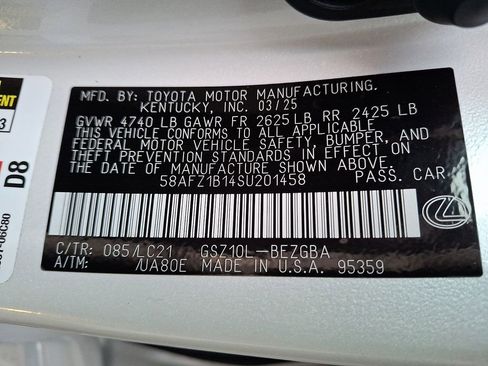 MFD. BY: TOYOTA MOTOR MANUFACTURING.
KENTUCKY, INC. 03/25
GVWR 4740 LB GAWR FR 2625 LB RR 2425 LB
THIS VEHICLE CONFORMS TO ALL APPLICABLE
FEDERAL MOTOR VEHICLE SAFETY, BUMPER, AND
THEFT PREVENTION STANDARDS IN EFFECT ON
THE DATE OF MANUFACTURE SHOWN ABOVE.
58AFZ1B14SU201458 PASS. CAR
C/TR: 085/LC21 GSZ10L-BEZGBA
A/TM: /UA80E MADE IN U.S.A. 95359
D8